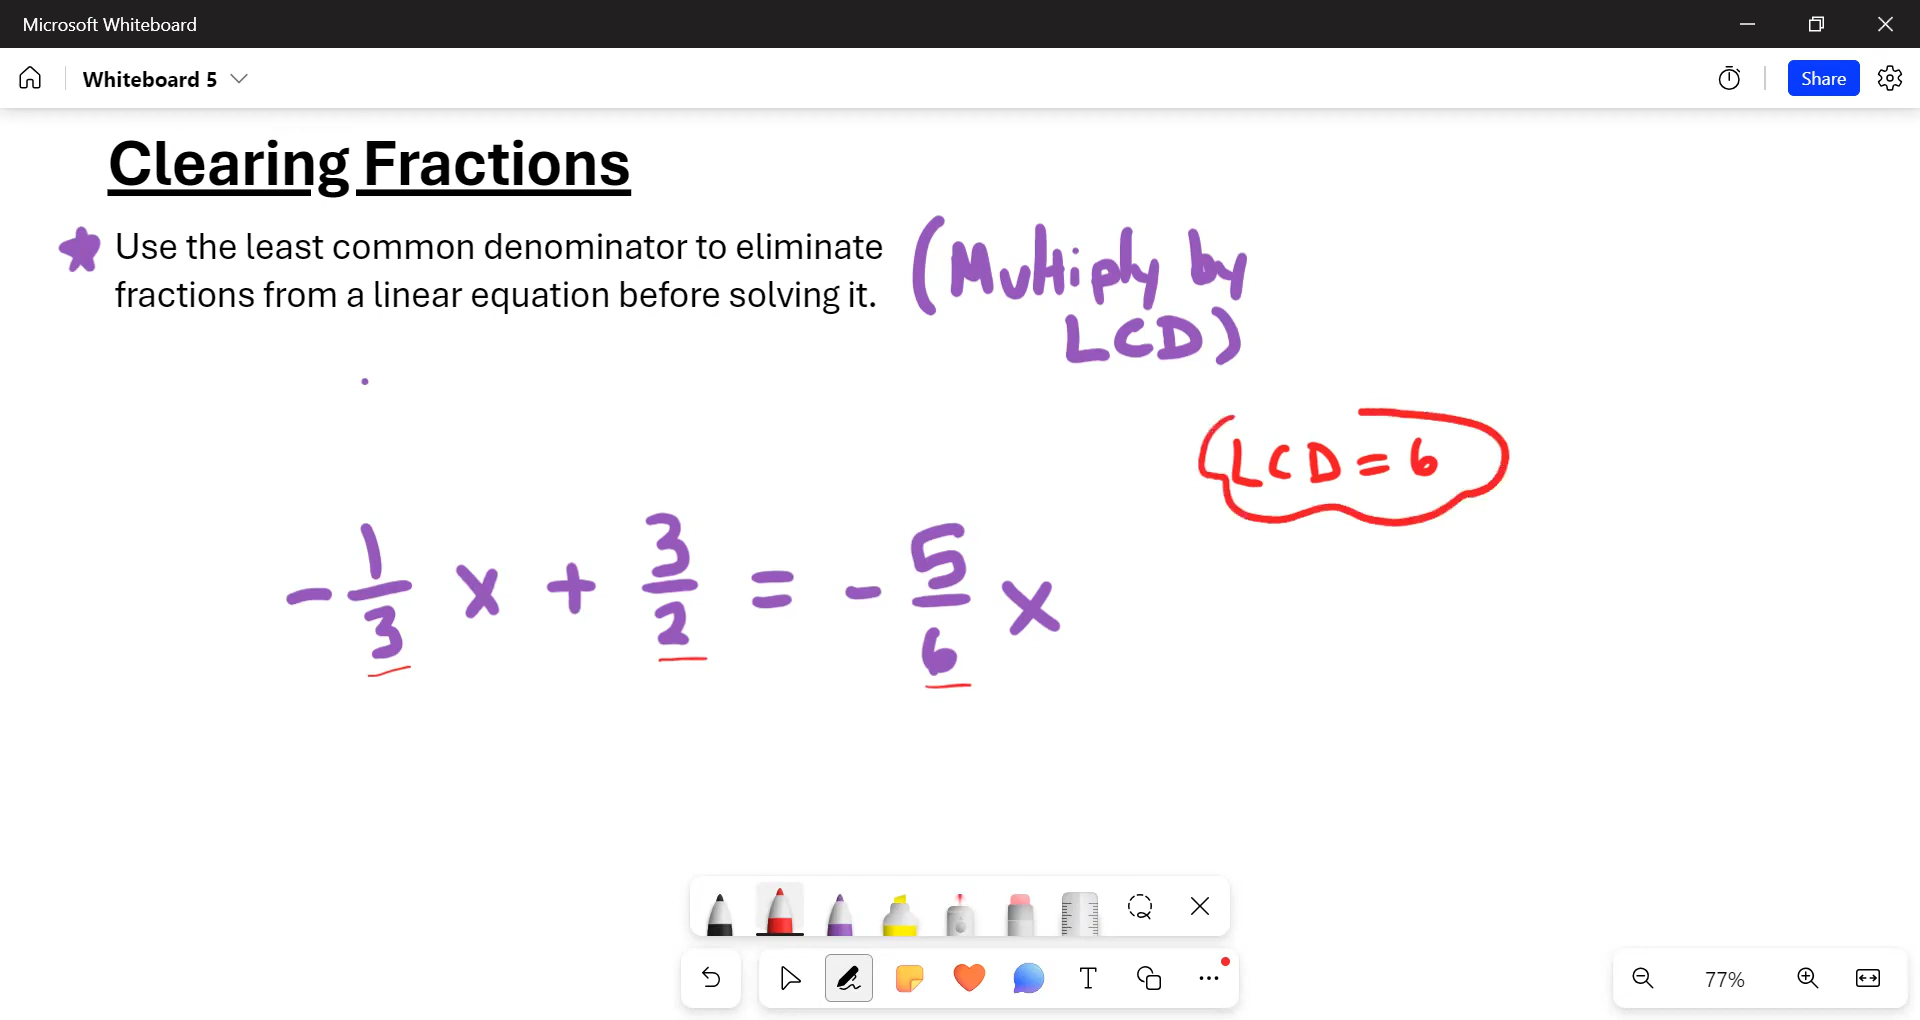 Microsoft Whiteboard
Whiteboard 5
Share
Clearing Fractions
Use the least common denominator to eliminate
fractions from a linear equation before solving it.
(Multiply by
LCD)
LCD = 6
-1/3 x + 3/2 = -5/6 x
T
77%